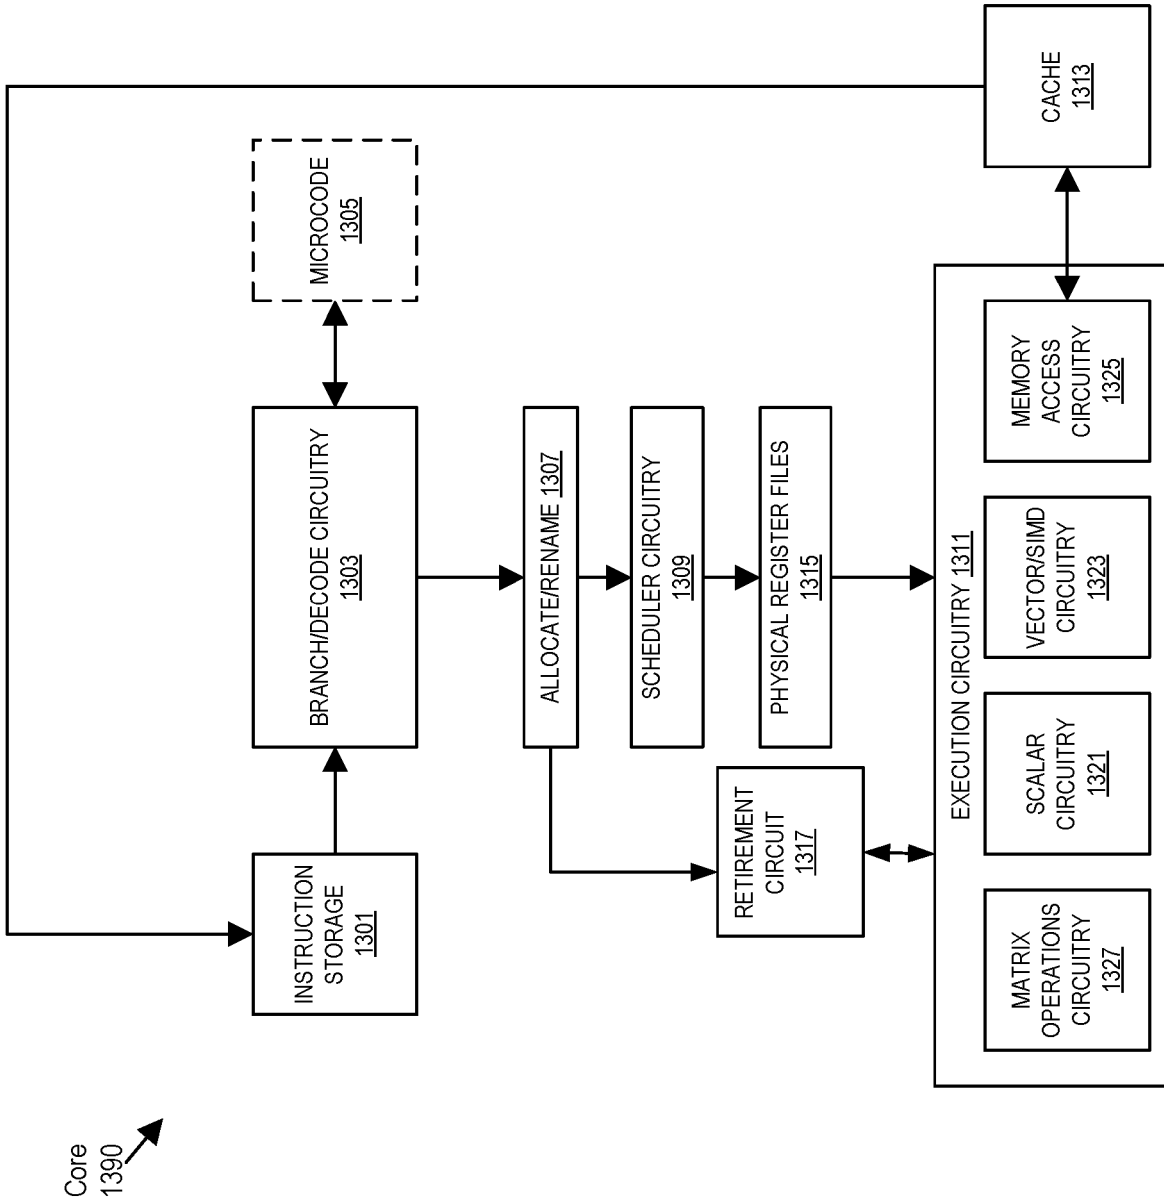 Core
1390
INSTRUCTION
STORAGE
1301
BRANCH/DECODE CIRCUITRY
1303
MICROCODE
1305
ALLOCATE/RENAME 1307
SCHEDULER CIRCUITRY
1309
PHYSICAL REGISTER FILES
1315
RETIREMENT
CIRCUIT
1317
EXECUTION CIRCUITRY 1311
MATRIX
OPERATIONS
CIRCUITRY
1327
SCALAR
CIRCUITRY
1321
VECTOR/SIMD
CIRCUITRY
1323
MEMORY
ACCESS
CIRCUITRY
1325
CACHE
1313